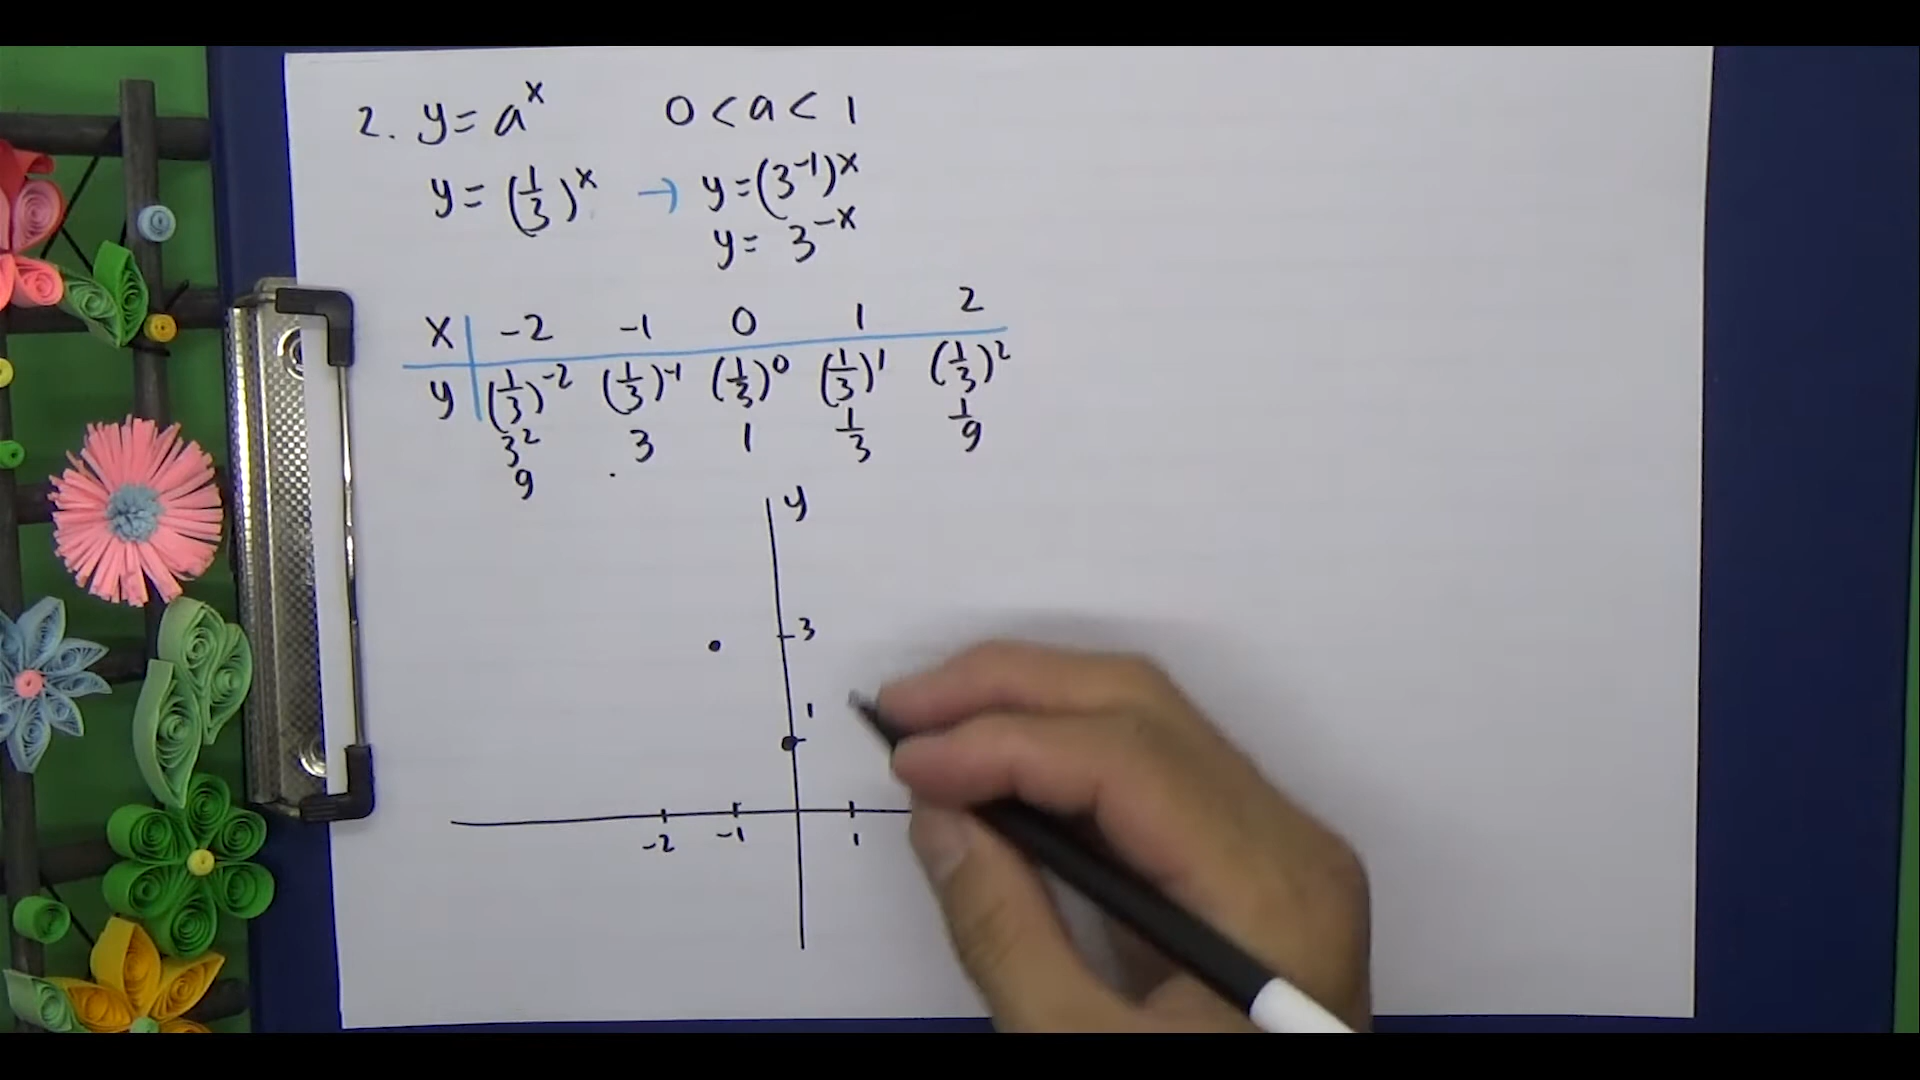 2. y = a^x 0 < a < 1
y = (1/3)^x → y = (3^-1)^x
y = 3^-x
x -2 -1 0 1 2
y (1/3)^-2 (1/3)^-1 (1/3)^0 (1/3)^1 (1/3)^2
3^2 3 1 1/3 1/9
9
y
3
1
-2 -1 1